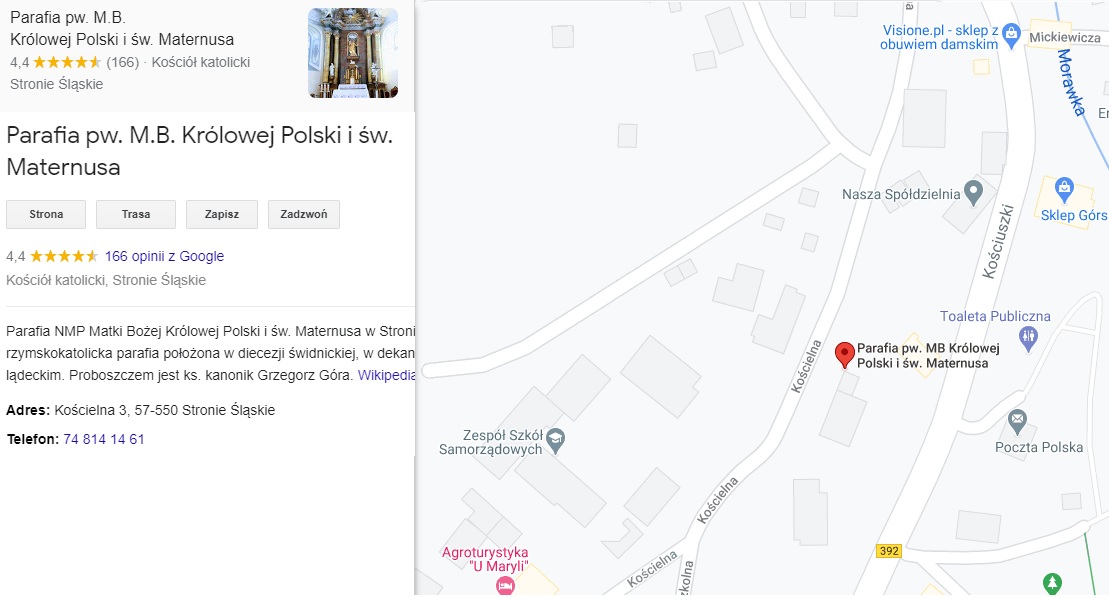 Parafia pw. M.B.
Królowej Polski i św. Maternusa
4,4 (166) · Kościół katolicki
Stronie Śląskie
Parafia pw. M.B. Królowej Polski i św.
Maternusa
Strona
Trasa
Zapisz
Zadzwoń
4,4 166 opinii z Google
Kościół katolicki, Stronie Śląskie
Parafia NMP Matki Bożej Królowej Polski i św. Maternusa w Stroni
rzymskokatolicka parafia położona w diecezji świdnickiej, w dekan
lądeckim. Proboszczem jest ks. kanonik Grzegorz Góra. Wikipedia
Adres: Kościelna 3, 57-550 Stronie Śląskie
Telefon: 74 814 14 61
a
Visione.pl - sklep z
obuwiem damskim
Mickiewicza
Morawka
Er
Nasza Spółdzielnia
Sklep Górs
Kościuszki
Toaleta Publiczna
Parafia pw. MB Królowej
Polski i św. Maternusa
Kościelna
Zespół Szkół
Samorządowych
Poczta Polska
Kościelna
392
Agroturystyka
"U Maryli"
Kościelna
zkolna